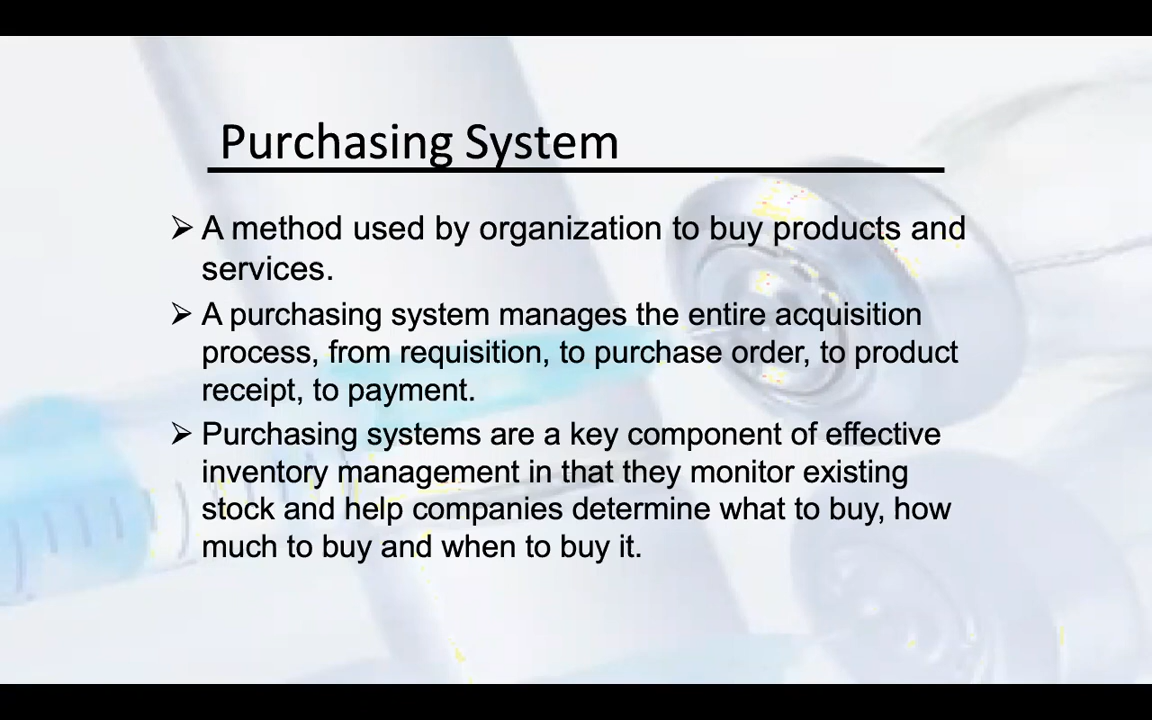 Purchasing System
➢ A method used by organization to buy products and
services.
➢ A purchasing system manages the entire acquisition
process, from requisition, to purchase order, to product
receipt, to payment.
➢ Purchasing systems are a key component of effective
inventory management in that they monitor existing
stock and help companies determine what to buy, how
much to buy and when to buy it.